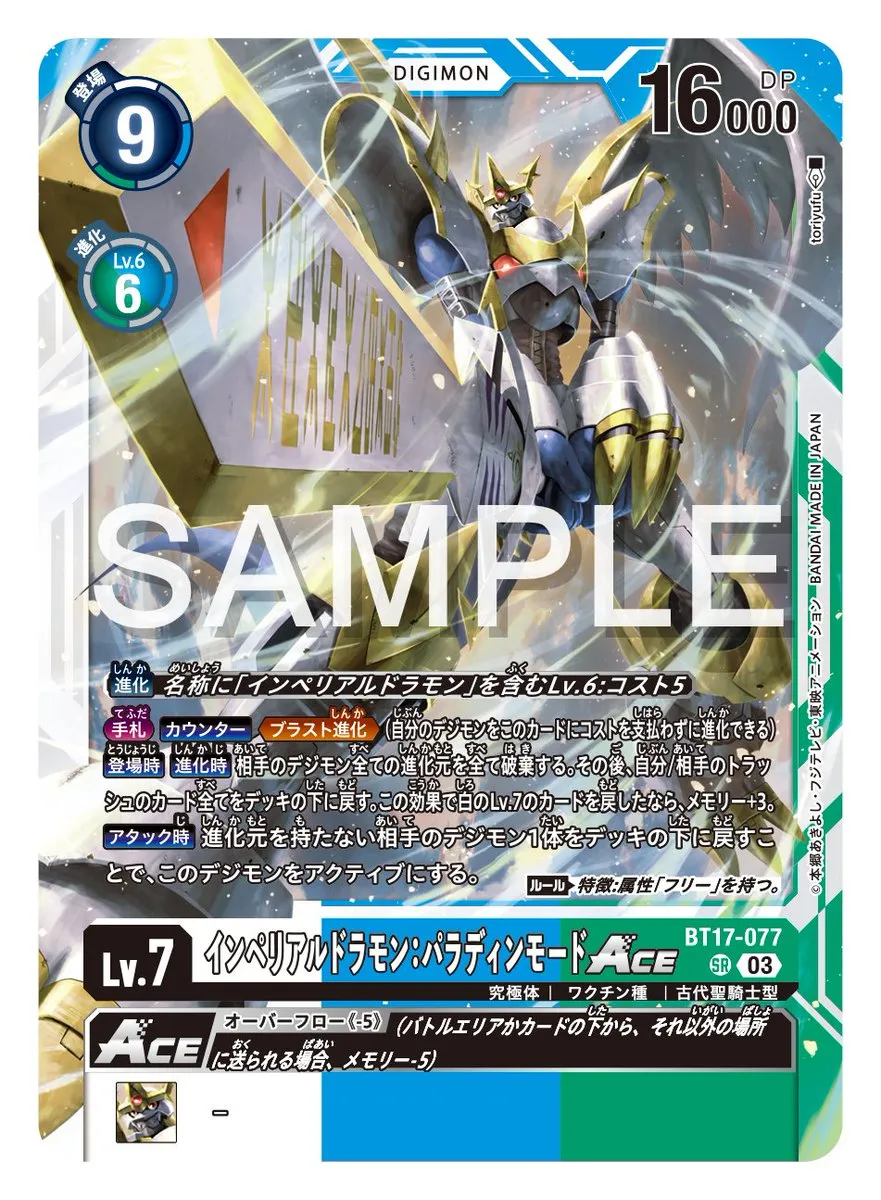 DIGIMON
登場
9
16000
DP
進化
Lv.6
6
toriyufu
SAMPLE
進化 名称に「インペリアルドラモン」を含むLv.6:コスト5
手札 カウンター ブラスト進化 (自分のデジモンをこのカードにコストを支払わずに進化できる)
登場時 進化時 相手のデジモン全ての進化元を全て破棄する。その後、自分/相手のトラッ
シュのカード全てをデッキの下に戻す。この効果で白のLv.7のカードを戻したなら、メモリー+3。
アタック時 進化元を持たない相手のデジモン1体をデッキの下に戻すこ
とで、このデジモンをアクティブにする。
ルール 特徴:属性「フリー」を持つ。
©本郷あきよし・フジテレビ・東映アニメーション BANDAI MADE IN JAPAN
BT17-077
Lv.7
インペリアルドラモン:パラディンモードACE
SR 03
究極体 | ワクチン種 | 古代聖騎士型
ACE
オーバーフロー《-5》 (バトルエリアかカードの下から、それ以外の場所
に送られる場合、メモリー-5)
-